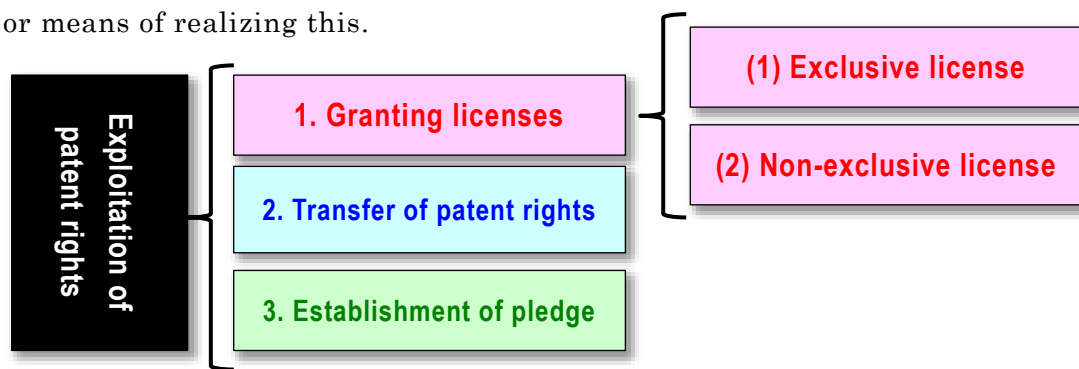 or means of realizing this.
Exploitation of
patent rights
1. Granting licenses
2. Transfer of patent rights
3. Establishment of pledge
(1) Exclusive license
(2) Non-exclusive license